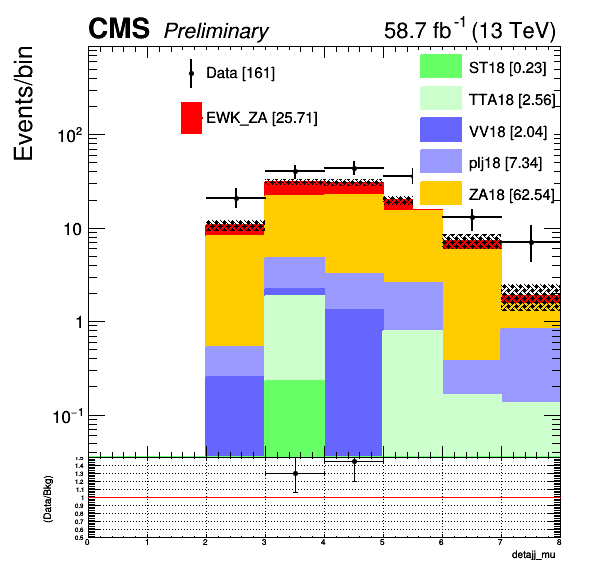 CMS Preliminary 58.7 fb⁻¹ (13 TeV)
Events/bin
Data [161]
EWK_ZA [25.71]
ST18 [0.23]
TTA18 [2.56]
VV18 [2.04]
plj18 [7.34]
ZA18 [62.54]
10²
10
1
10⁻¹
(Data/Bkg)
1.5
1.4
1.3
1.2
1.1
1
0.9
0.8
0.7
0.6
0.5
0 1 2 3 4 5 6 7 8
detajj_mu